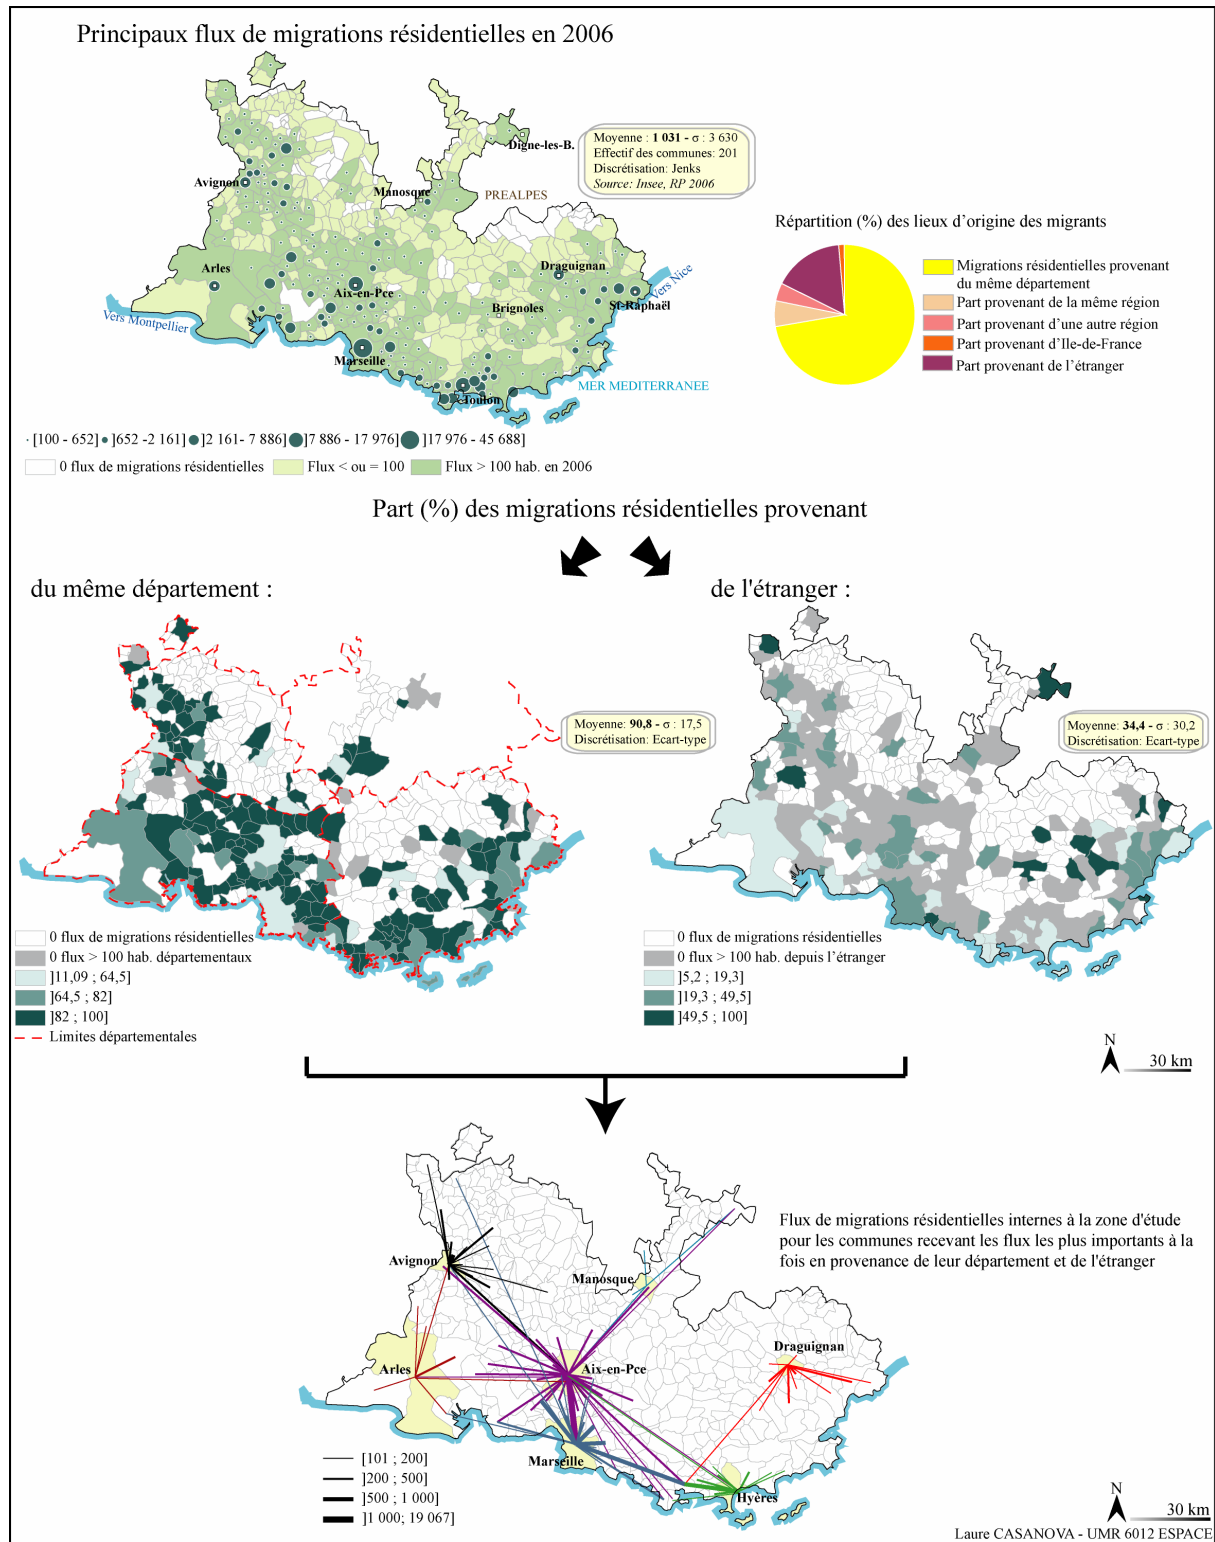 Principaux flux de migrations résidentielles en 2006
Digne-les-B.
Avignon
Manosque
PREALPES
Arles
Aix-en-Pce
Draguignan
Brignoles
St-Raphaël
Vers Nice
Vers Montpellier
Marseille
Toulon
MER MEDITERRANEE
Moyenne : 1 031 - σ : 3 630
Effectif des communes: 201
Discrétisation: Jenks
Source: Insee, RP 2006
Répartition (%) des lieux d’origine des migrants
Migrations résidentielles provenant
du même département
Part provenant de la même région
Part provenant d’une autre région
Part provenant d’Ile-de-France
Part provenant de l’étranger
[100 - 652] ]652 -2 161] ]2 161- 7 886] ]7 886 - 17 976] ]17 976 - 45 688]
0 flux de migrations résidentielles Flux < ou = 100 Flux > 100 hab. en 2006
Part (%) des migrations résidentielles provenant
du même département :
de l'étranger :
Moyenne: 90,8 - σ : 17,5
Discrétisation: Ecart-type
Moyenne: 34,4 - σ : 30,2
Discrétisation: Ecart-type
0 flux de migrations résidentielles
0 flux > 100 hab. départementaux
]11,09 ; 64,5]
]64,5 ; 82]
]82 ; 100]
Limites départementales
0 flux de migrations résidentielles
0 flux > 100 hab. depuis l’étranger
]5,2 ; 19,3]
]19,3 ; 49,5]
]49,5 ; 100]
N
30 km
Flux de migrations résidentielles internes à la zone d'étude
pour les communes recevant les flux les plus importants à la
fois en provenance de leur département et de l'étranger
Avignon
Manosque
Arles
Aix-en-Pce
Draguignan
Marseille
Hyères
[101 ; 200]
]200 ; 500]
]500 ; 1 000]
]1 000; 19 067]
N
30 km
Laure CASANOVA - UMR 6012 ESPACE